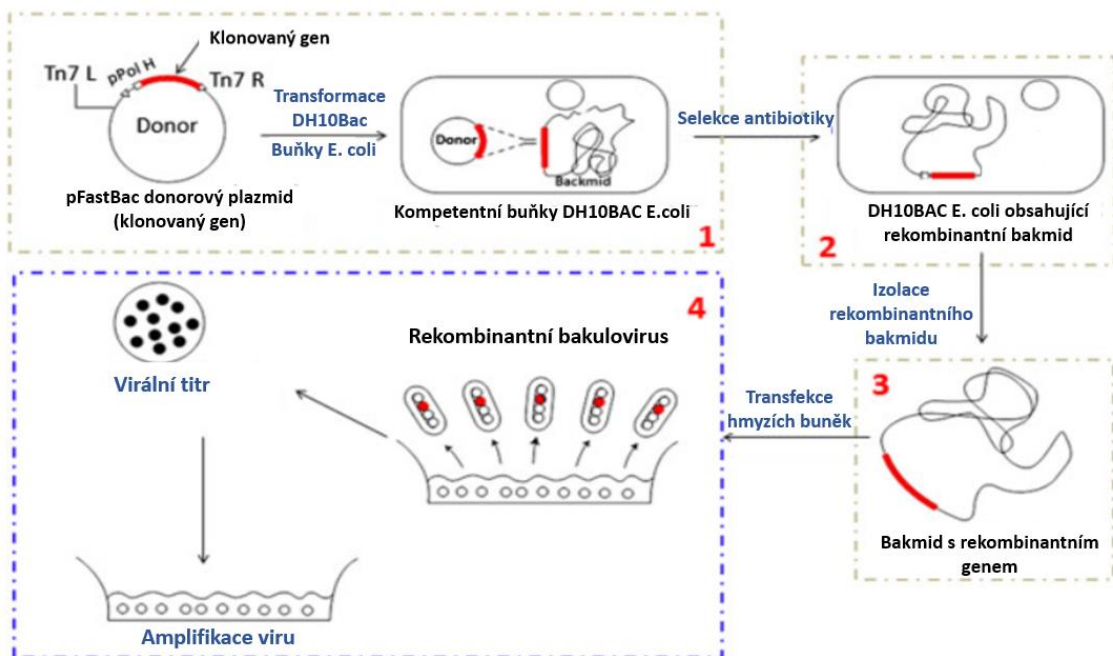 Klonovaný gen
Tn7 L
pPol H
Tn7 R
Donor
pFastBac donorový plazmid
(klonovaný gen)
Transformace
DH10Bac
Buňky E. coli
Donor
Backmid
Kompetentní buňky DH10BAC E.coli
1
Selekce antibiotiky
DH10BAC E. coli obsahující
rekombinantní bakmid
2
Izolace
rekombinantního
bakmidu
3
Bakmid s rekombinantním
genem
Transfekce
hmyzích buněk
4
Rekombinantní bakulovirus
Virální titr
Amplifikace viru